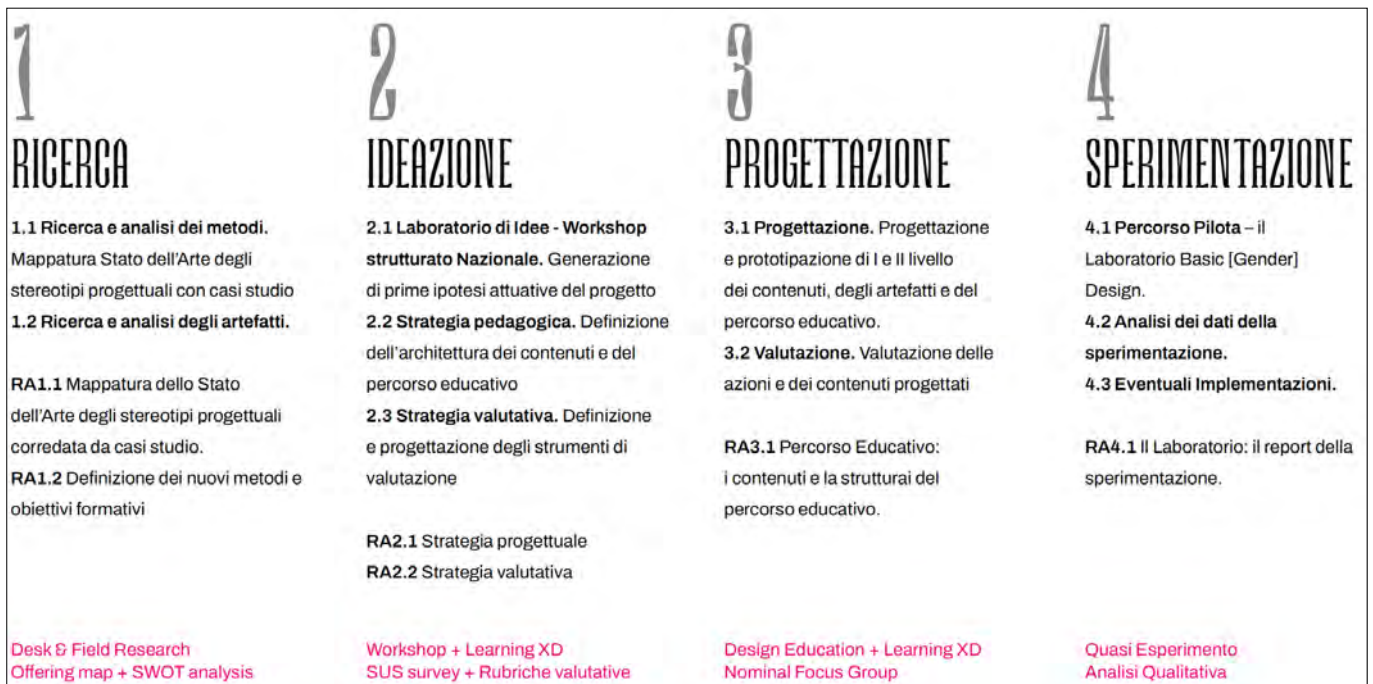 1
RICERCA
1.1 Ricerca e analisi dei metodi.
Mappatura Stato dell'Arte degli
stereotipi progettuali con casi studio
1.2 Ricerca e analisi degli artefatti.
RA1.1 Mappatura dello Stato
dell'Arte degli stereotipi progettuali
corredata da casi studio.
RA1.2 Definizione dei nuovi metodi e
obiettivi formativi
Desk & Field Research
Offering map + SWOT analysis
2
IDEAZIONE
2.1 Laboratorio di Idee - Workshop
strutturato Nazionale. Generazione
di prime ipotesi attuative del progetto
2.2 Strategia pedagogica. Definizione
dell'architettura dei contenuti e del
percorso educativo
2.3 Strategia valutativa. Definizione
e progettazione degli strumenti di
valutazione
RA2.1 Strategia progettuale
RA2.2 Strategia valutativa
Workshop + Learning XD
SUS survey + Rubriche valutative
3
PROGETTAZIONE
3.1 Progettazione. Progettazione
e prototipazione di I e II livello
dei contenuti, degli artefatti e del
percorso educativo.
3.2 Valutazione. Valutazione delle
azioni e dei contenuti progettati
RA3.1 Percorso Educativo:
i contenuti e la strutturai del
percorso educativo.
Design Education + Learning XD
Nominal Focus Group
4
SPERIMENTAZIONE
4.1 Percorso Pilota – il
Laboratorio Basic [Gender]
Design.
4.2 Analisi dei dati della
sperimentazione.
4.3 Eventuali Implementazioni.
RA4.1 Il Laboratorio: il report della
sperimentazione.
Quasi Esperimento
Analisi Qualitativa